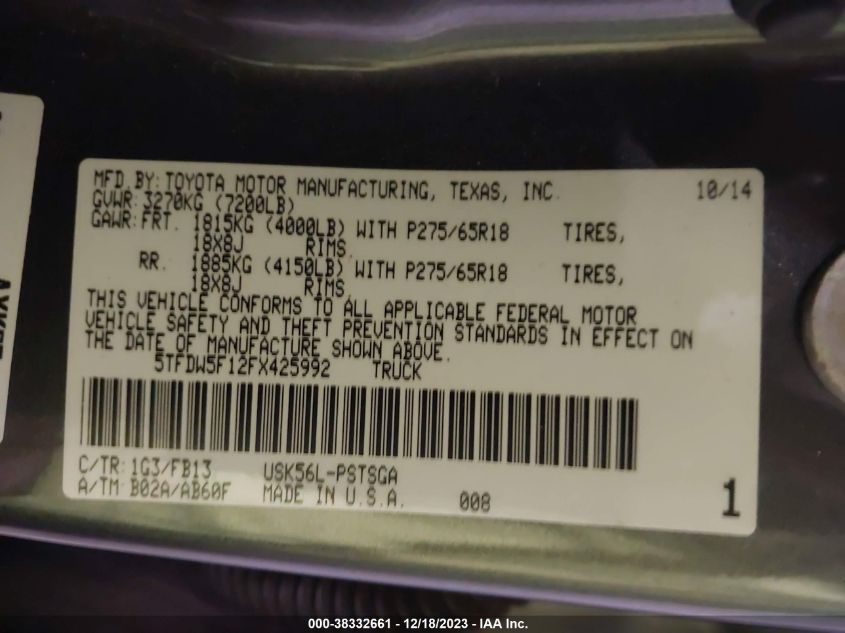 MFD. BY: TOYOTA MOTOR MANUFACTURING, TEXAS, INC. 10/14
GVWR: 3270KG (7200LB)
GAWR: FRT. 1815KG (4000LB) WITH P275/65R18 TIRES,
18X8J RIMS,
RR. 1885KG (4150LB) WITH P275/65R18 TIRES,
18X8J RIMS,
THIS VEHICLE CONFORMS TO ALL APPLICABLE FEDERAL MOTOR
VEHICLE SAFETY AND THEFT PREVENTION STANDARDS IN EFFECT ON
THE DATE OF MANUFACTURE SHOWN ABOVE.
5TFDW5F12FX425992 TRUCK
C/TR: 1G3/FB13 USK56L-PSTSGA
A/TM: B02A/AB60F MADE IN U.S.A. 008 1
000-38332661 - 12/18/2023 - IAA Inc.